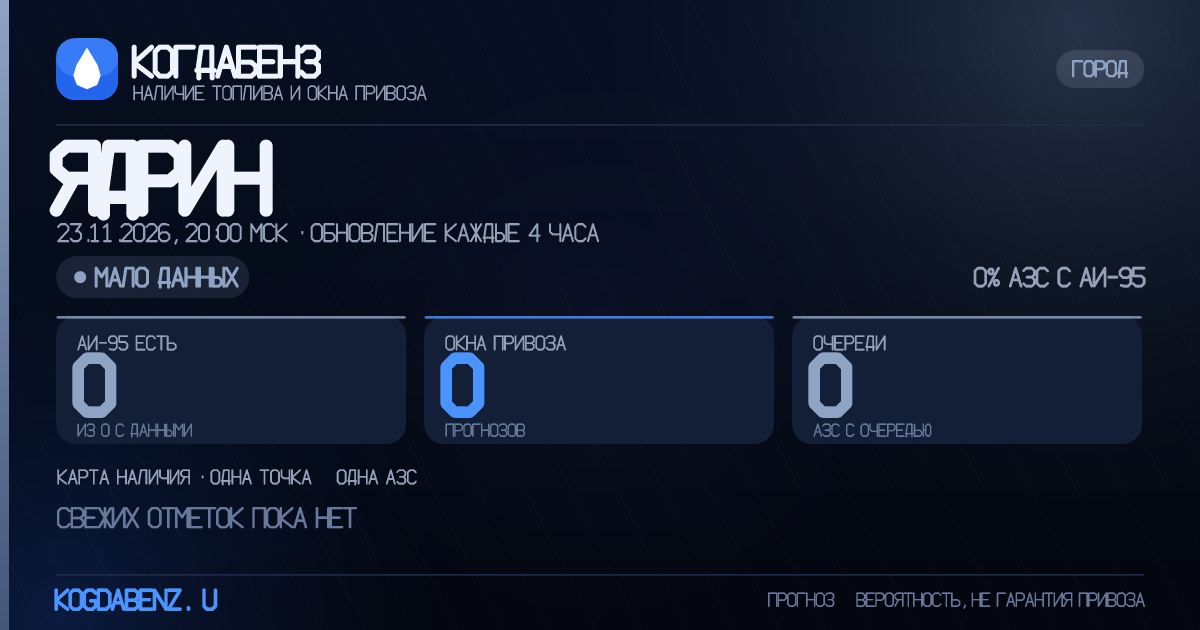 КОГДАБЕНЗ
НАЛИЧИЕ ТОПЛИВА И ОКНА ПРИВОЗА
ГОРОД
ЯДРИН
23.11.2026, 20:00 МСК · ОБНОВЛЕНИЕ КАЖДЫЕ 4 ЧАСА
МАЛО ДАННЫХ
0% АЗС С АИ-95
АИ-95 ЕСТЬ
0
ИЗ 0 С ДАННЫМИ
ОКНА ПРИВОЗА
0
ПРОГНОЗОВ
ОЧЕРЕДИ
0
АЗС С ОЧЕРЕДЬЮ
КАРТА НАЛИЧИЯ · ОДНА ТОЧКА ОДНА АЗС
СВЕЖИХ ОТМЕТОК ПОКА НЕТ
KOGDABENZ. U
ПРОГНОЗ ВЕРОЯТНОСТЬ, НЕ ГАРАНТИЯ ПРИВОЗА